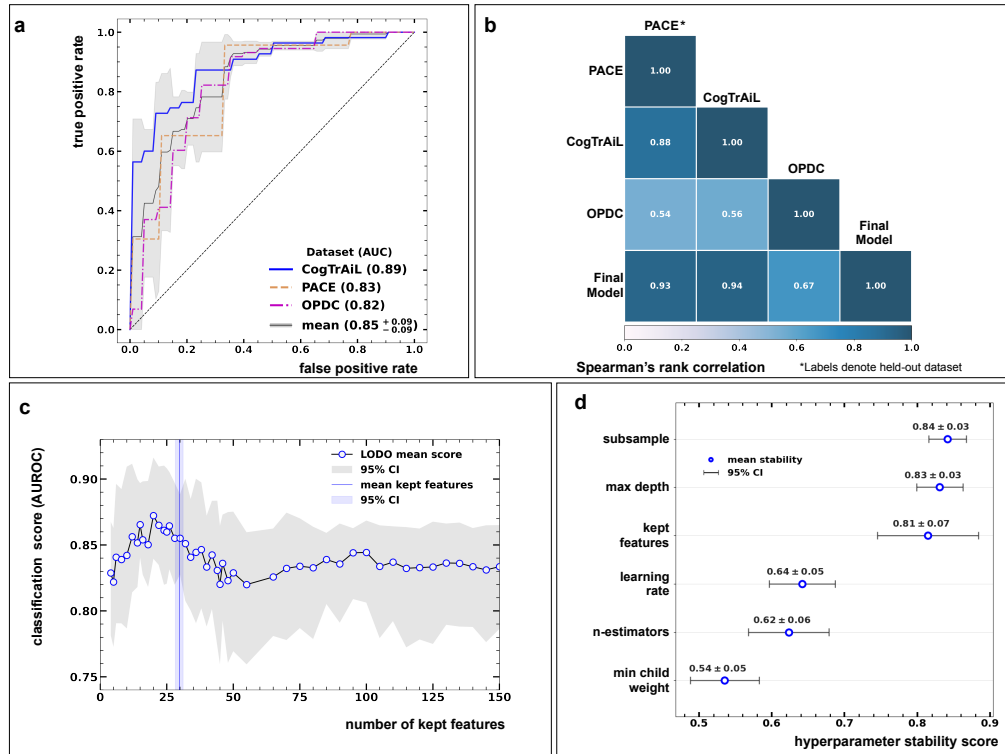 a
true positive rate
1.0
0.8
0.6
0.4
0.2
0.0
Dataset (AUC)
CogTrAiL (0.89)
PACE (0.83)
OPDC (0.82)
mean (0.85 +0.09 −0.09)
0.0 0.2 0.4 0.6 0.8 1.0
false positive rate
b
PACE*
PACE 1.00
CogTrAiL
CogTrAiL 0.88 1.00
OPDC
OPDC 0.54 0.56 1.00
Final
Model
Final
Model
0.93 0.94 0.67 1.00
0.0 0.2 0.4 0.6 0.8 1.0
Spearman's rank correlation
*Labels denote held-out dataset
c
classification score (AUROC)
0.90
0.85
0.80
0.75
LODO mean score
95% CI
mean kept features
95% CI
0 25 50 75 100 125 150
number of kept features
d
subsample
0.84 ± 0.03
mean stability
95% CI
max depth
0.83 ± 0.03
kept
features
0.81 ± 0.07
learning
rate
0.64 ± 0.05
n-estimators
0.62 ± 0.06
min child
weight
0.54 ± 0.05
0.5 0.6 0.7 0.8 0.9
hyperparameter stability score